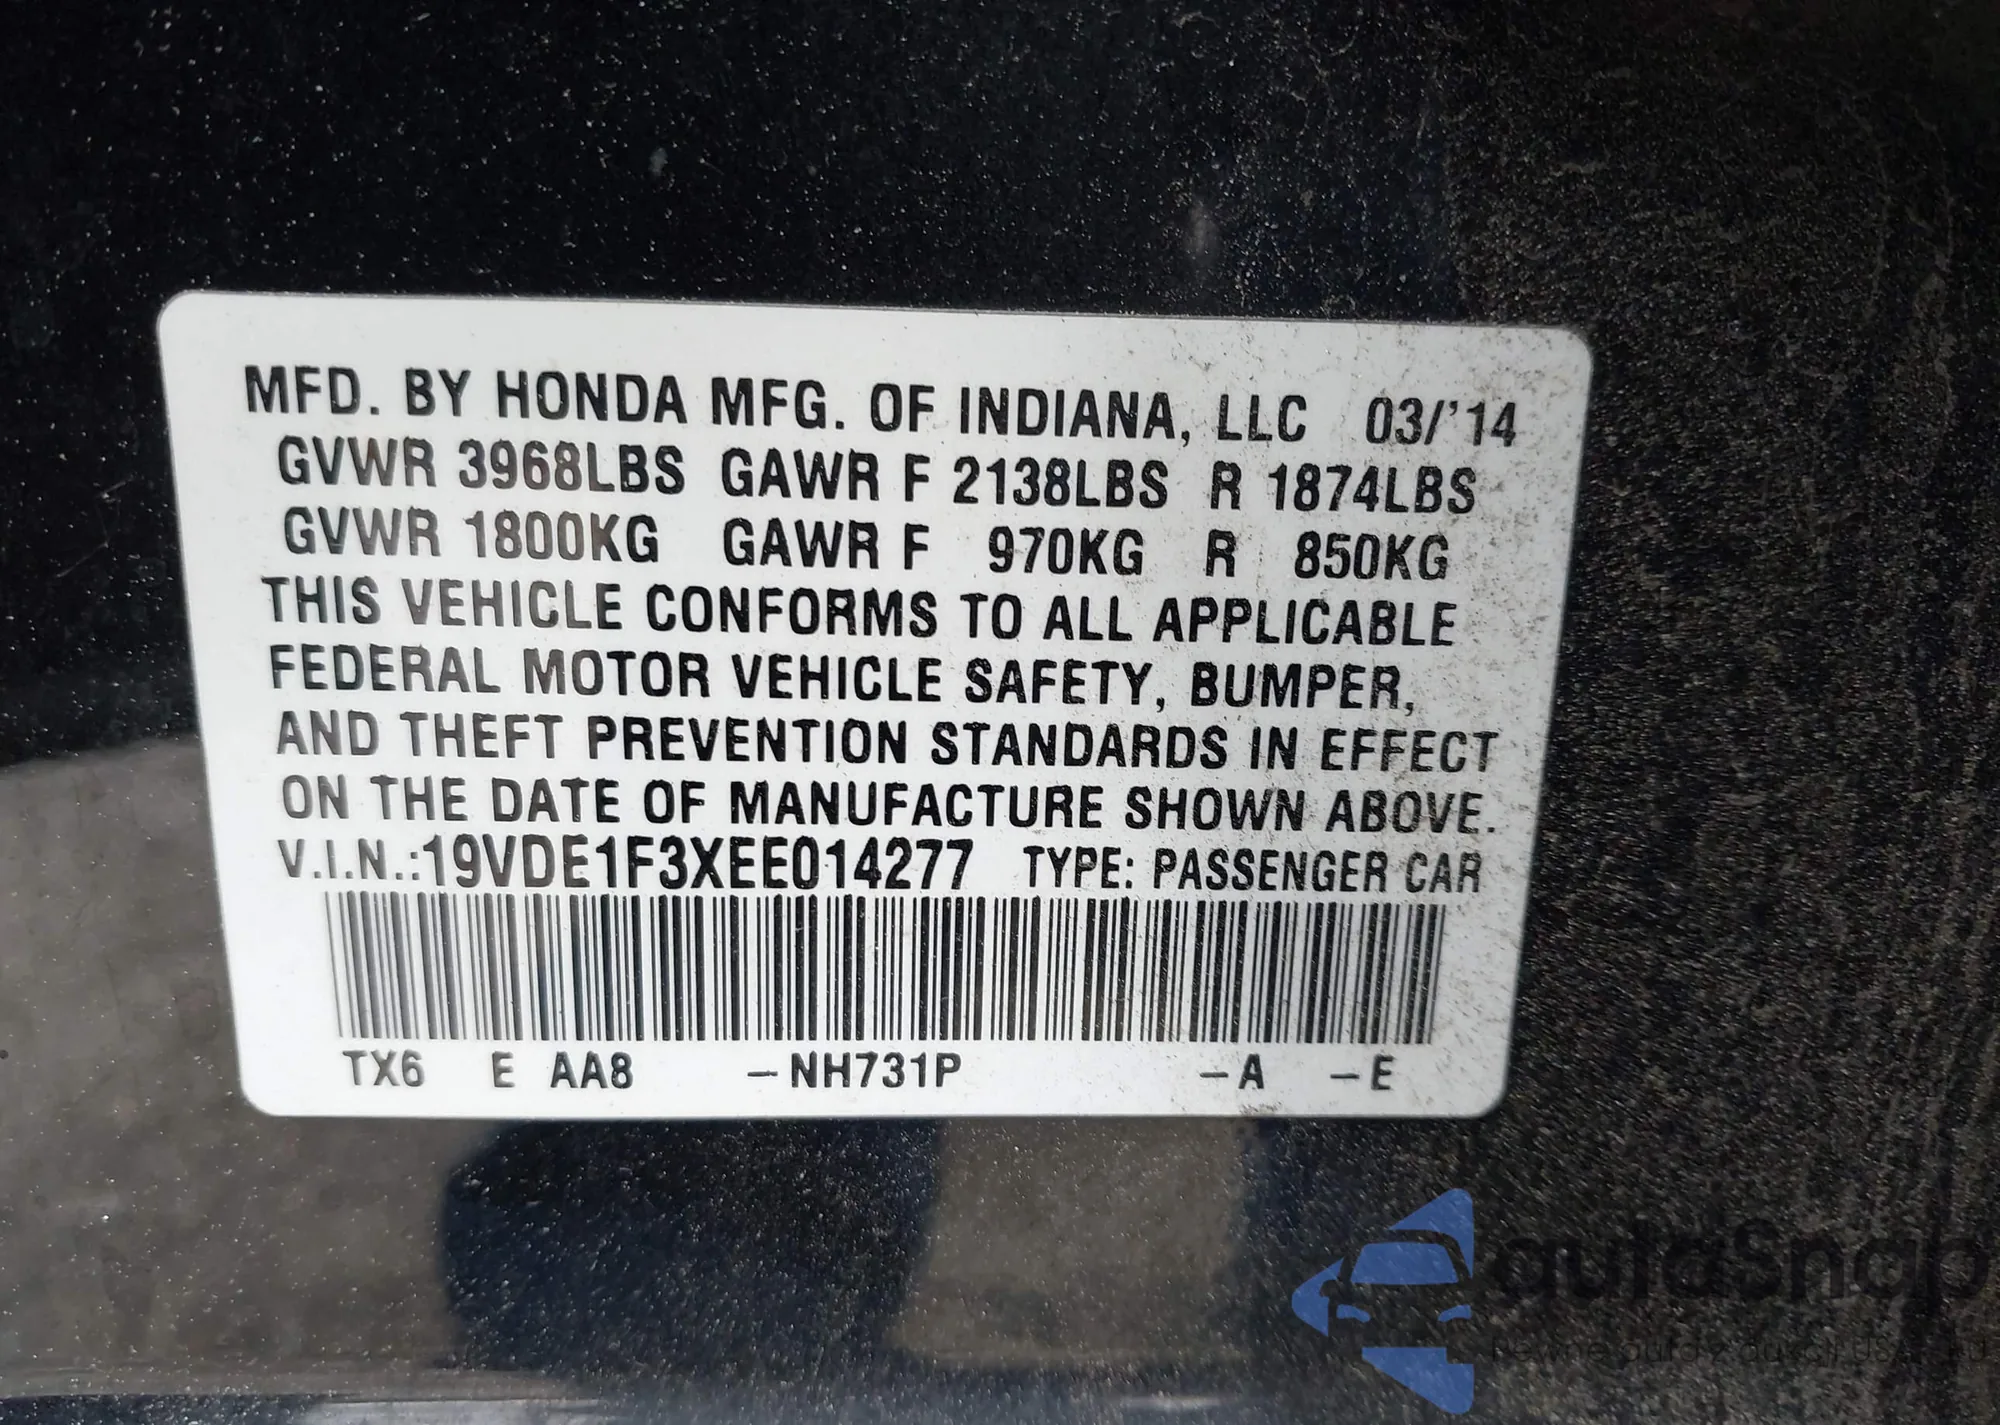 MFD. BY HONDA MFG. OF INDIANA, LLC 03/'14
GVWR 3968LBS GAWR F 2138LBS R 1874LBS
GVWR 1800KG GAWR F 970KG R 850KG
THIS VEHICLE CONFORMS TO ALL APPLICABLE
FEDERAL MOTOR VEHICLE SAFETY, BUMPER,
AND THEFT PREVENTION STANDARDS IN EFFECT
ON THE DATE OF MANUFACTURE SHOWN ABOVE.
V.I.N.:19VDE1F3XEE014277 TYPE: PASSENGER CAR
TX6 E AA8 –NH731P –A –E